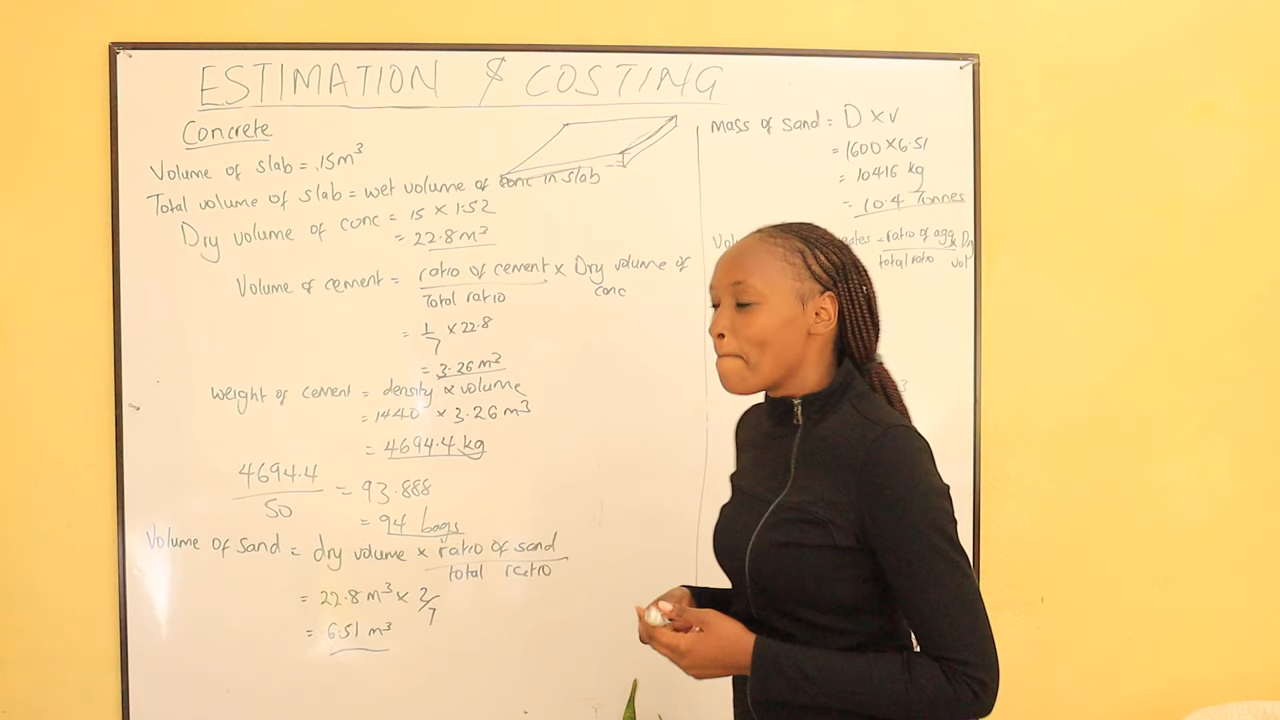 ESTIMATION & COSTING
Concrete
Volume of slab = 15m³
Total volume of slab = wet volume of conc in slab
Dry volume of conc = 15 × 1.52
= 22.8m³
Volume of cement = ratio of cement × Dry volume of conc
Total ratio
= 1/7 × 22.8
= 3.26 m³
weight of cement = density × volume
= 1440 × 3.26 m³
= 4694.4 kg
4694.4 / 50 = 93.888
= 94 bags
Volume of sand = dry volume × ratio of sand
total ratio
= 22.8 m³ × 2/7
= 6.51 m³
mass of sand = D × V
= 1600 × 6.51
= 10416 kg
= 10.4 Tonnes
= ratio of agg × Dry
total ratio vol